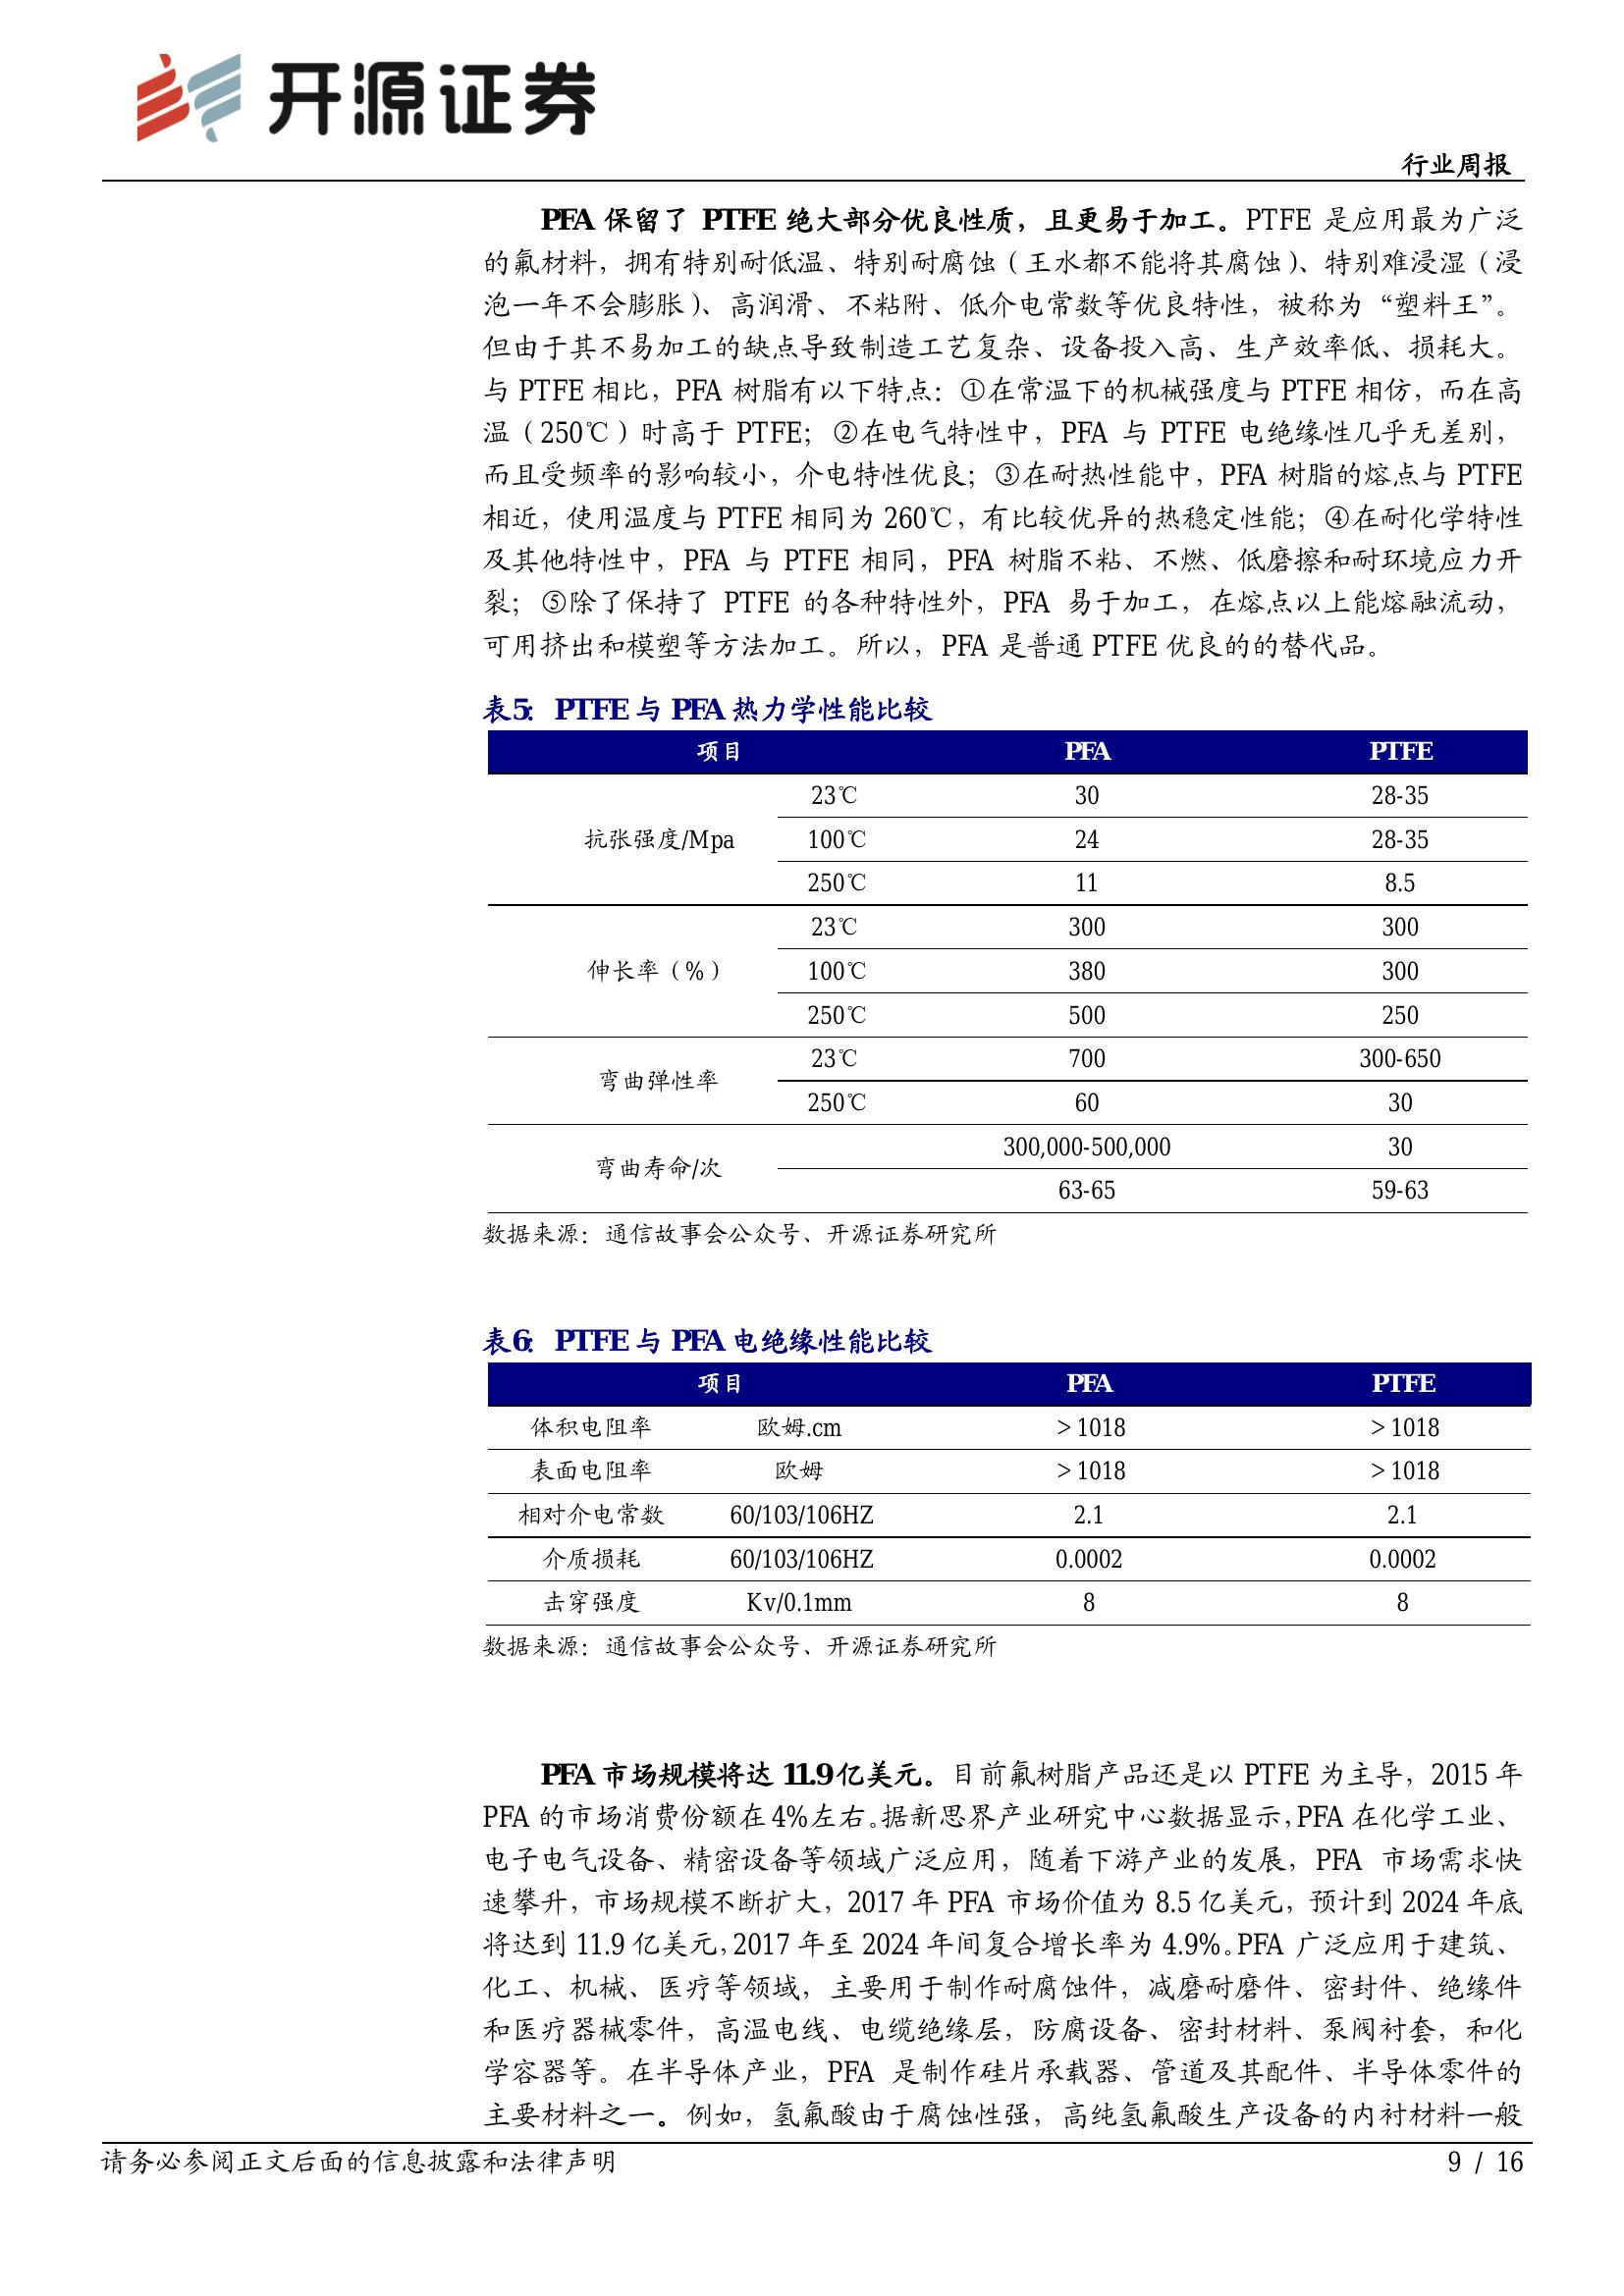 开源证券
行业周报
PFA 保留了 PTFE 绝大部分优良性质，且更易于加工。PTFE 是应用最为广泛
的氟材料，拥有特别耐低温、特别耐腐蚀（王水都不能将其腐蚀）、特别难浸湿（浸
泡一年不会膨胀）、高润滑、不粘附、低介电常数等优良特性，被称为“塑料王”。
但由于其不易加工的缺点导致制造工艺复杂、设备投入高、生产效率低、损耗大。
与 PTFE 相比，PFA 树脂有以下特点：①在常温下的机械强度与 PTFE 相仿，而在高
温（250℃）时高于 PTFE；②在电气特性中，PFA 与 PTFE 电绝缘性几乎无差别，
而且受频率的影响较小，介电特性优良；③在耐热性能中，PFA 树脂的熔点与 PTFE
相近，使用温度与 PTFE 相同为 260℃，有比较优异的热稳定性能；④在耐化学特性
及其他特性中，PFA 与 PTFE 相同，PFA 树脂不粘、不燃、低磨擦和耐环境应力开
裂；⑤除了保持了 PTFE 的各种特性外，PFA 易于加工，在熔点以上能熔融流动，
可用挤出和模塑等方法加工。所以，PFA 是普通 PTFE 优良的的替代品。
表5：PTFE 与 PFA 热力学性能比较
项目 PFA PTFE
抗张强度/Mpa 23℃ 30 28-35
100℃ 24 28-35
250℃ 11 8.5
伸长率（%） 23℃ 300 300
100℃ 380 300
250℃ 500 250
弯曲弹性率 23℃ 700 300-650
250℃ 60 30
弯曲寿命/次 300,000-500,000 30
63-65 59-63
数据来源：通信故事会公众号、开源证券研究所
表6：PTFE 与 PFA 电绝缘性能比较
项目 PFA PTFE
体积电阻率 欧姆.cm ＞1018 ＞1018
表面电阻率 欧姆 ＞1018 ＞1018
相对介电常数 60/103/106HZ 2.1 2.1
介质损耗 60/103/106HZ 0.0002 0.0002
击穿强度 Kv/0.1mm 8 8
数据来源：通信故事会公众号、开源证券研究所
PFA 市场规模将达 11.9 亿美元。目前氟树脂产品还是以 PTFE 为主导，2015 年
PFA 的市场消费份额在 4%左右。据新思界产业研究中心数据显示，PFA 在化学工业、
电子电气设备、精密设备等领域广泛应用，随着下游产业的发展，PFA 市场需求快
速攀升，市场规模不断扩大，2017 年 PFA 市场价值为 8.5 亿美元，预计到 2024 年底
将达到 11.9 亿美元，2017 年至 2024 年间复合增长率为 4.9%。PFA 广泛应用于建筑、
化工、机械、医疗等领域，主要用于制作耐腐蚀件，减磨耐磨件、密封件、绝缘件
和医疗器械零件，高温电线、电缆绝缘层，防腐设备、密封材料、泵阀衬套，和化
学容器等。在半导体产业，PFA 是制作硅片承载器、管道及其配件、半导体零件的
主要材料之一。例如，氢氟酸由于腐蚀性强，高纯氢氟酸生产设备的内衬材料一般
请务必参阅正文后面的信息披露和法律声明 9 / 16